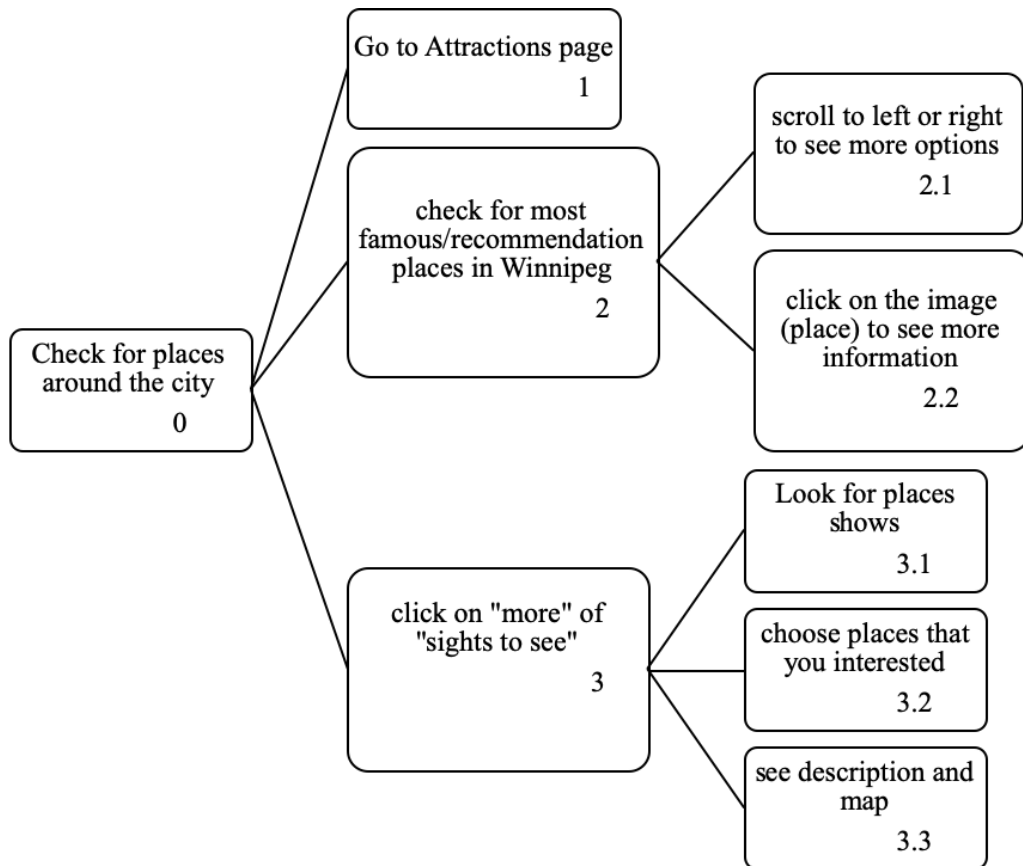 Go to Attractions page
1
check for most
famous/recommendation
places in Winnipeg
2
scroll to left or right
to see more options
2.1
click on the image
(place) to see more
information
2.2
Check for places
around the city
0
click on "more" of
"sights to see"
3
Look for places
shows
3.1
choose places that
you interested
3.2
see description and
map
3.3